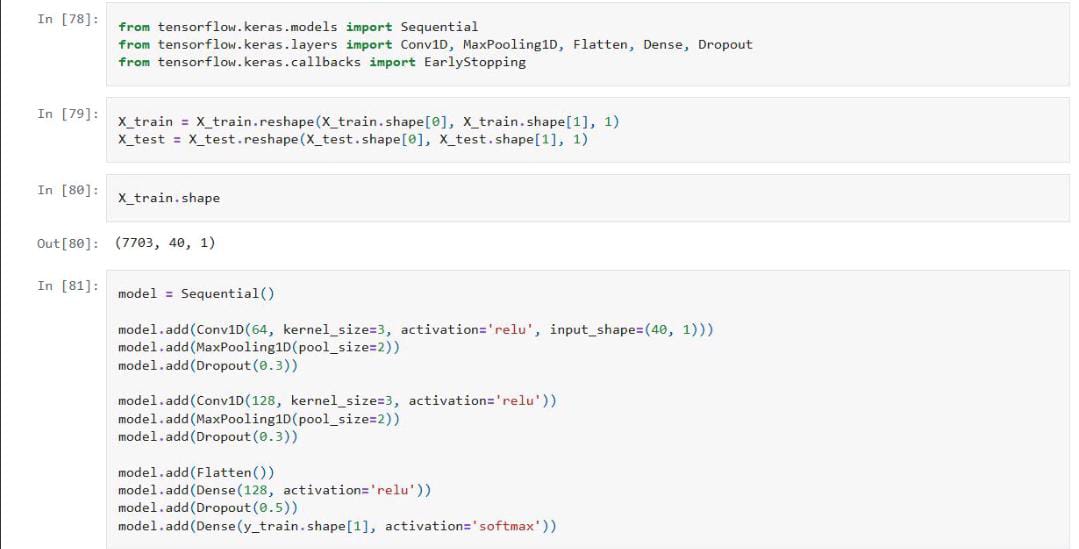 In [78]:
from tensorflow.keras.models import Sequential
from tensorflow.keras.layers import Conv1D, MaxPooling1D, Flatten, Dense, Dropout
from tensorflow.keras.callbacks import EarlyStopping
In [79]:
X_train = X_train.reshape(X_train.shape[0], X_train.shape[1], 1)
X_test = X_test.reshape(X_test.shape[0], X_test.shape[1], 1)
In [80]:
X_train.shape
Out[80]: (7703, 40, 1)
In [81]:
model = Sequential()
model.add(Conv1D(64, kernel_size=3, activation='relu', input_shape=(40, 1)))
model.add(MaxPooling1D(pool_size=2))
model.add(Dropout(0.3))
model.add(Conv1D(128, kernel_size=3, activation='relu'))
model.add(MaxPooling1D(pool_size=2))
model.add(Dropout(0.3))
model.add(Flatten())
model.add(Dense(128, activation='relu'))
model.add(Dropout(0.5))
model.add(Dense(y_train.shape[1], activation='softmax'))